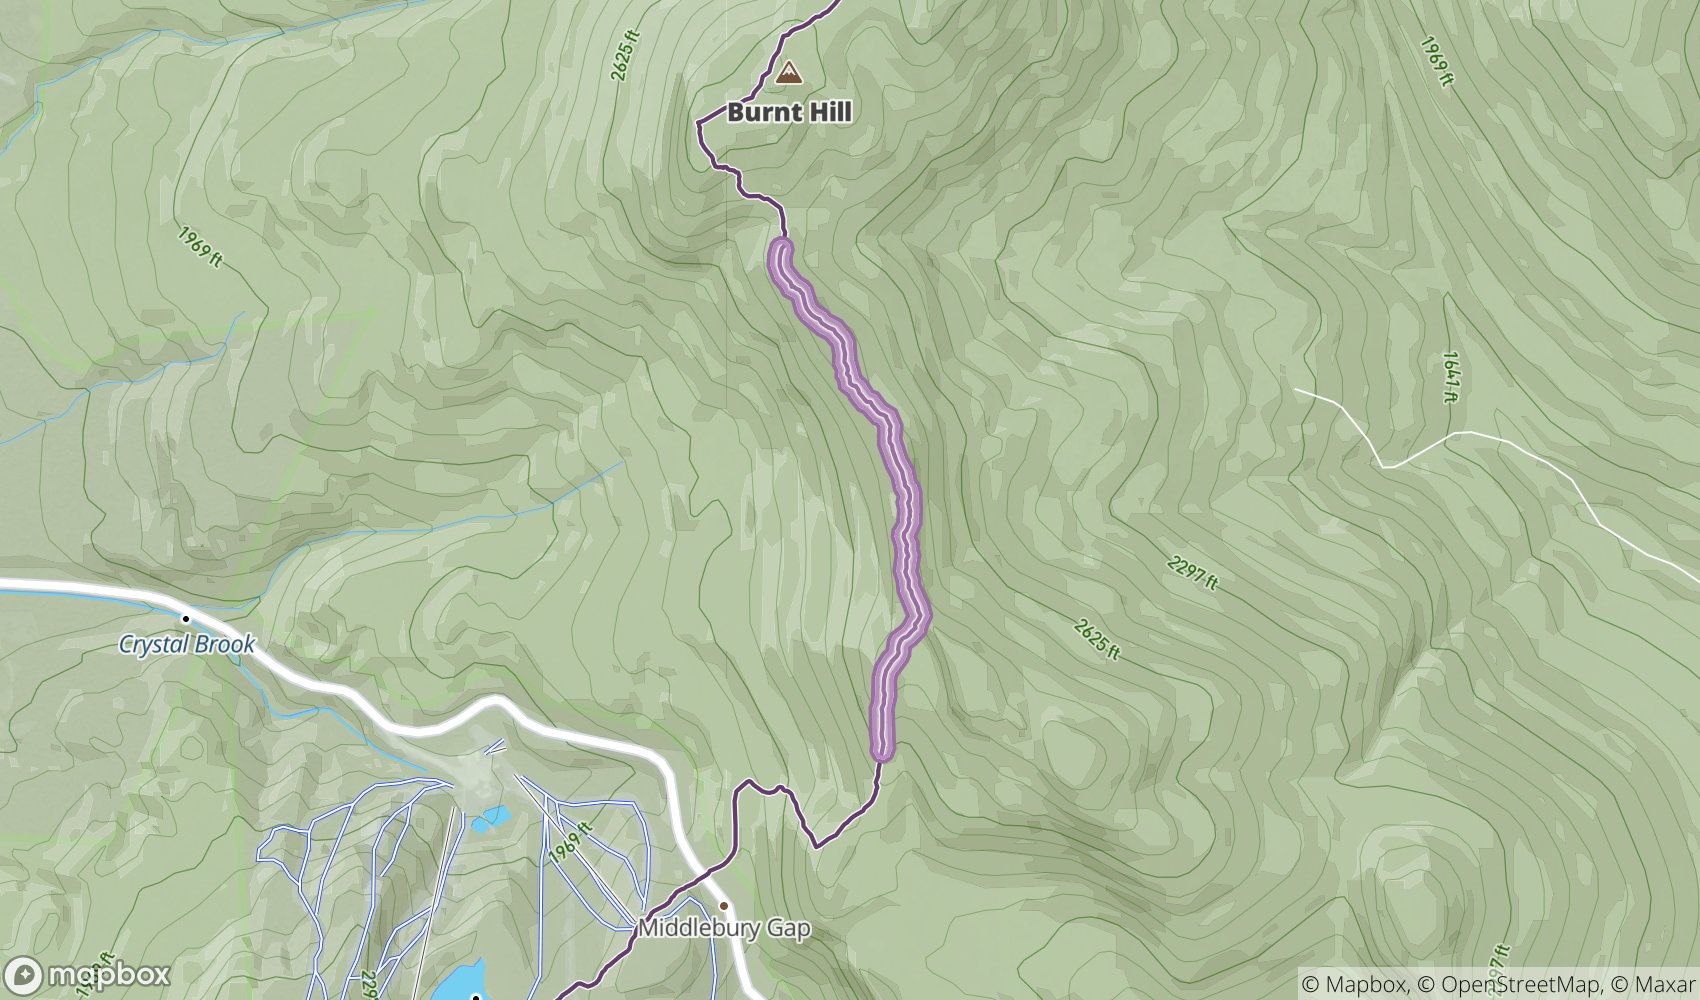 2625 ft
1969 ft
Burnt Hill
1969 ft
1641 ft
2297 ft
2625 ft
Crystal Brook
1969 ft
Middlebury Gap
mapbox
© Mapbox, © OpenStreetMap, © Maxar